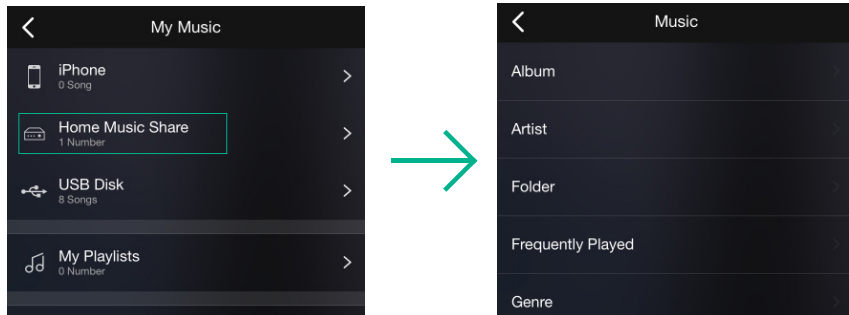 My Music
iPhone
0 Song
Home Music Share
1 Number
USB Disk
8 Songs
My Playlists
0 Number
Music
Album
Artist
Folder
Frequently Played
Genre